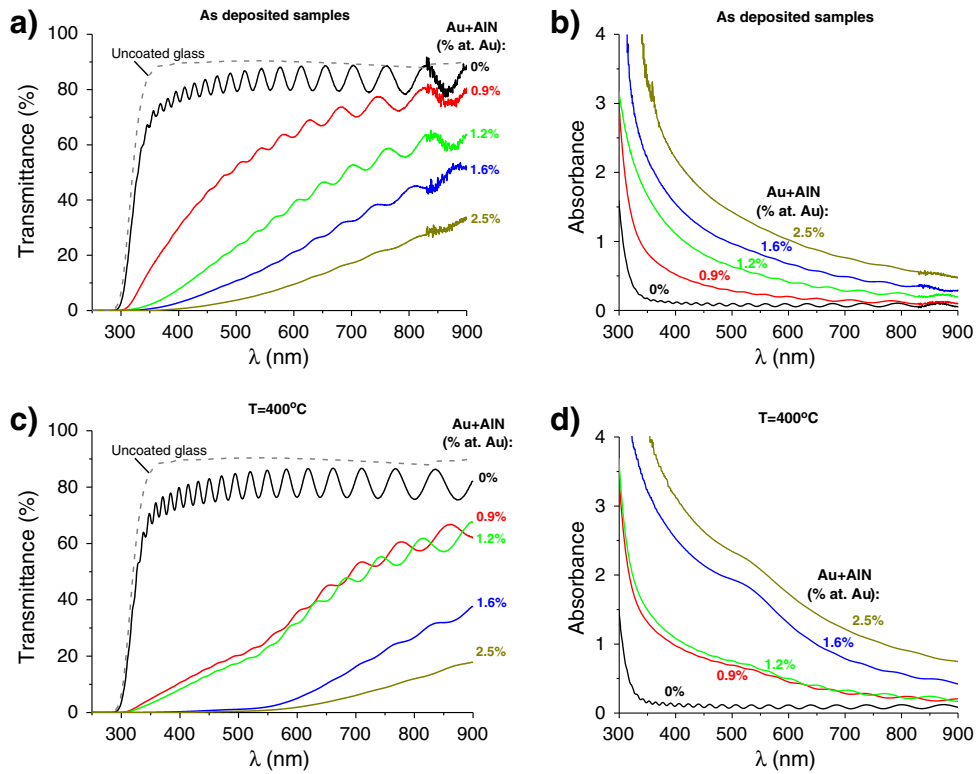 a)
As deposited samples
Transmittance (%)
100
80
60
40
20
0
300
400
500
600
700
800
900
λ (nm)
Uncoated glass
Au+AlN
(% at. Au):
0%
0.9%
1.2%
1.6%
2.5%
b)
As deposited samples
Absorbance
4
3
2
1
0
300
400
500
600
700
800
900
λ (nm)
Au+AlN
(% at. Au):
2.5%
1.6%
1.2%
0.9%
0%
c)
T=400°C
Transmittance (%)
100
80
60
40
20
0
300
400
500
600
700
800
900
λ (nm)
Uncoated glass
Au+AlN
(% at. Au):
0%
0.9%
1.2%
1.6%
2.5%
d)
T=400°C
Absorbance
4
3
2
1
0
300
400
500
600
700
800
900
λ (nm)
Au+AlN
(% at. Au):
2.5%
1.6%
1.2%
0.9%
0%